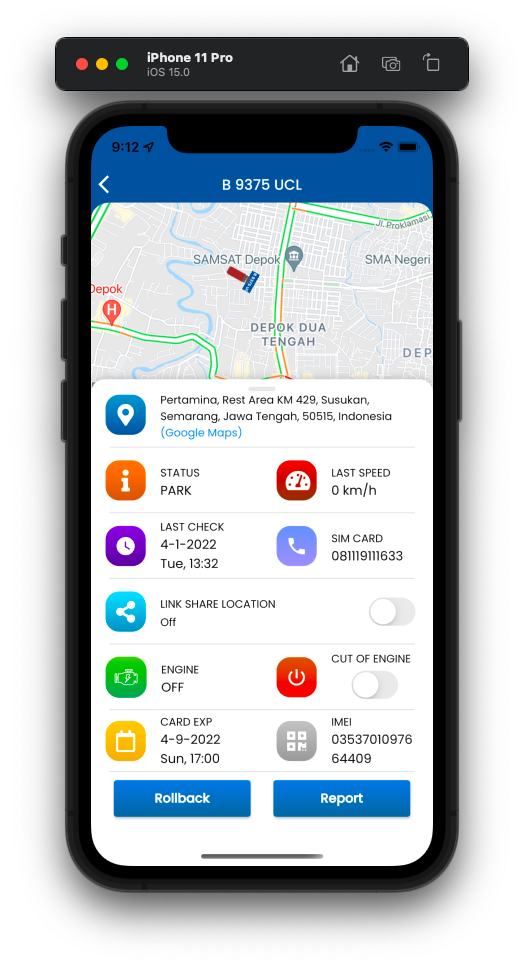 iPhone 11 Pro
iOS 15.0
9:12
B 9375 UCL
Jl. Proklamasi
SAMSAT Depok
SMA Negeri
Depok
H
DEPOK DUA
TENGAH
DEP
Pertamina, Rest Area KM 429, Susukan,
Semarang, Jawa Tengah, 50515, Indonesia
(Google Maps)
STATUS
PARK
LAST SPEED
0 km/h
LAST CHECK
4-1-2022
Tue, 13:32
SIM CARD
081119111633
LINK SHARE LOCATION
Off
ENGINE
OFF
CUT OF ENGINE
CARD EXP
4-9-2022
Sun, 17:00
IMEI
03537010976
64409
Rollback
Report